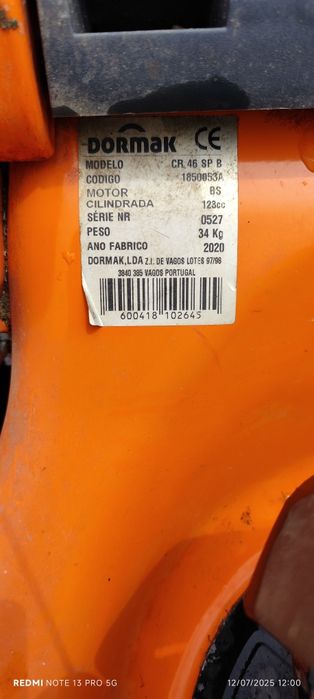 DORMAK CE
MODELO CR 46 SP B
CODIGO 1850053A
MOTOR BS
CILINDRADA 123cc
SÉRIE NR 0527
PESO 34 Kg
ANO FABRICO 2020
DORMAK,LDA Z.I. DE VAGOS LOTES 97/98
3840 385 VAGOS PORTUGAL
600418 102645
REDMI NOTE 13 PRO 5G 12/07/2025 12:00